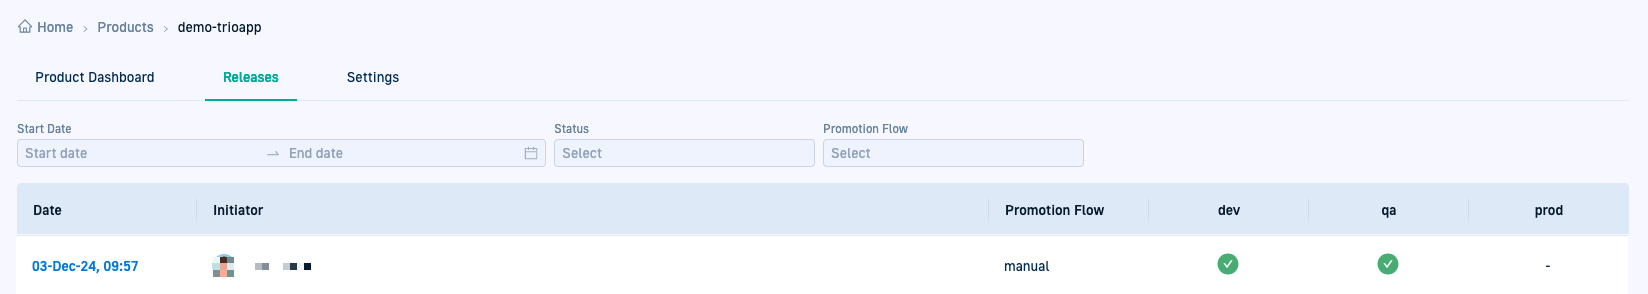 Home > Products > demo-trioapp
Product Dashboard Releases Settings
Start Date Status Promotion Flow
Start date → End date Select Select
Date Initiator Promotion Flow dev qa prod
03-Dec-24, 09:57 manual -